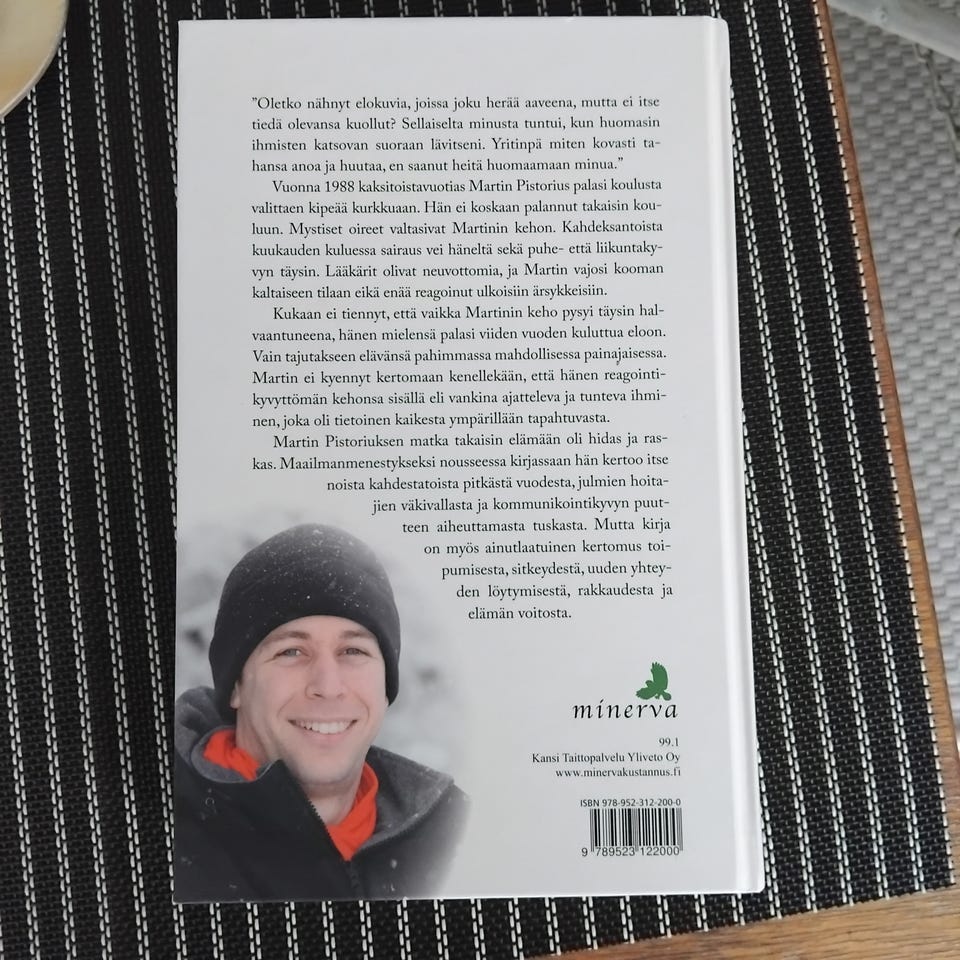 ”Oletko nähnyt elokuvia, joissa joku herää aaveena, mutta ei itse
tiedä olevansa kuollut? Sellaiselta minusta tuntui, kun huomasin
ihmisten katsovan suoraan lävitseni. Yritinpä miten kovasti ta-
hansa anoa ja huutaa, en saanut heitä huomaamaan minua.”
Vuonna 1988 kaksitoistavuotias Martin Pistorius palasi koulusta
valittaen kipeää kurkkuaan. Hän ei koskaan palannut takaisin kou-
luun. Mystiset oireet valtasivat Martinin kehon. Kahdeksantoista
kuukauden kuluessa sairaus vei häneltä sekä puhe- että liikuntaky-
vyn täysin. Lääkärit olivat neuvottomia, ja Martin vajosi kooman
kaltaiseen tilaan eikä enää reagoinut ulkoisiin ärsykkeisiin.
Kukaan ei tiennyt, että vaikka Martinin keho pysyi täysin hal-
vaantuneena, hänen mielensä palasi viiden vuoden kuluttua eloon.
Vain tajutakseen elävänsä pahimmassa mahdollisessa painajaisessa.
Martin ei kyennyt kertomaan kenellekään, että hänen reagointi-
kyvyttömän kehonsa sisällä eli vankina ajatteleva ja tunteva ihmi-
nen, joka oli tietoinen kaikesta ympärillään tapahtuvasta.
Martin Pistoriuksen matka takaisin elämään oli hidas ja ras-
kas. Maailmanmenestykseksi nousseessa kirjassaan hän kertoo itse
noista kahdestatoista pitkästä vuodesta, julmien hoita-
jien väkivallasta ja kommunikointikyvyn puut-
teen aiheuttamasta tuskasta. Mutta kirja
on myös ainutlaatuinen kertomus toi-
pumisesta, sitkeydestä, uuden yhtey-
den löytymisestä, rakkaudesta ja
elämän voitosta.
minerva
99.1
Kansi Taittopalvelu Yliveto Oy
www.minervakustannus.fi
ISBN 978-952-312-200-0
9 789523 122000